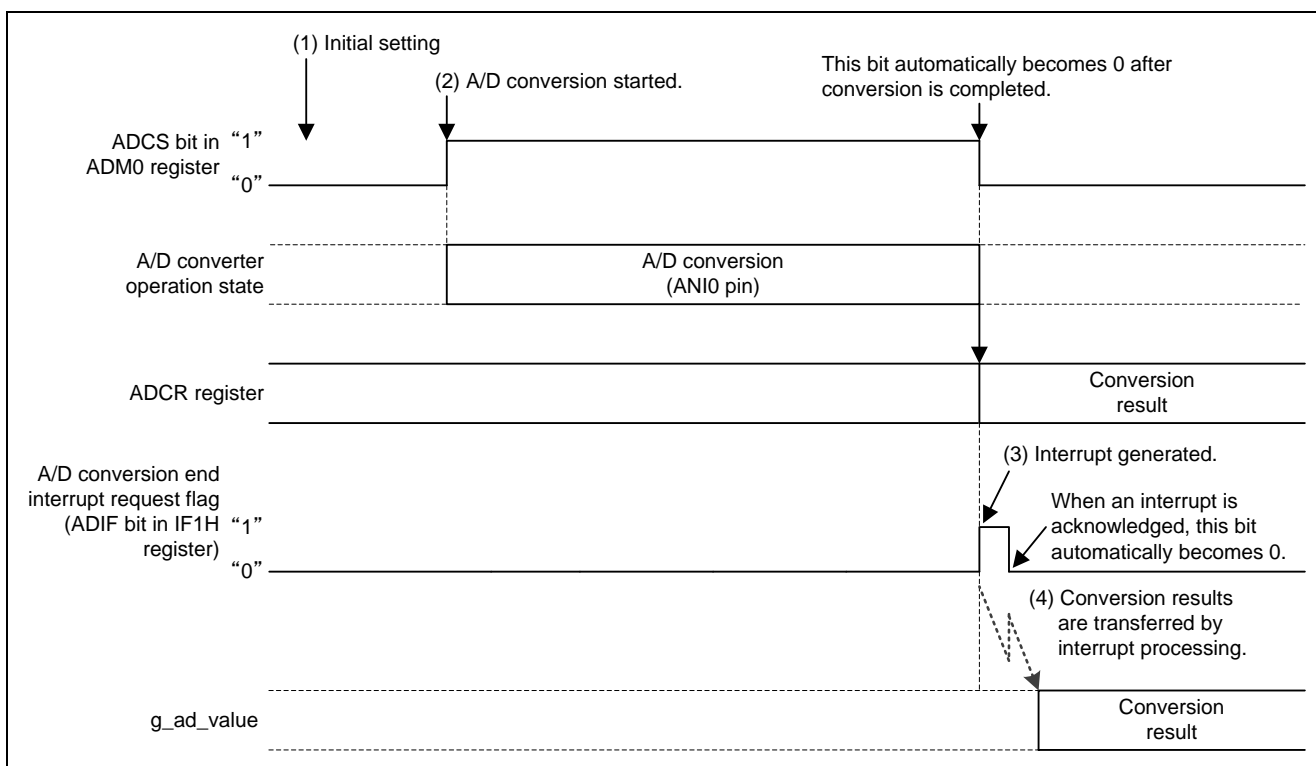 (1) Initial setting
(2) A/D conversion started.
This bit automatically becomes 0 after
conversion is completed.
ADCS bit in
ADM0 register
“1”
“0”
A/D converter
operation state
A/D conversion
(ANI0 pin)
ADCR register
Conversion
result
(3) Interrupt generated.
A/D conversion end
interrupt request flag
(ADIF bit in IF1H
register)
“1”
“0”
When an interrupt is
acknowledged, this bit
automatically becomes 0.
(4) Conversion results
are transferred by
interrupt processing.
g_ad_value
Conversion
result